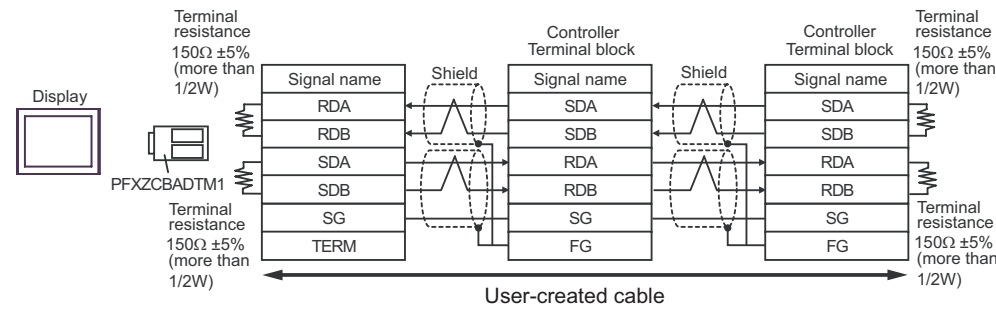 Terminal
resistance
150Ω ±5%
(more than
1/2W)
Display
PFXZCBADTM1
Terminal
resistance
150Ω ±5%
(more than
1/2W)
Signal name
RDA
RDB
SDA
SDB
SG
TERM
Shield
Controller
Terminal block
Signal name
SDA
SDB
RDA
RDB
SG
FG
Shield
Controller
Terminal block
Signal name
SDA
SDB
RDA
RDB
SG
FG
Terminal
resistance
150Ω ±5%
(more than
1/2W)
Terminal
resistance
150Ω ±5%
(more than
1/2W)
User-created cable